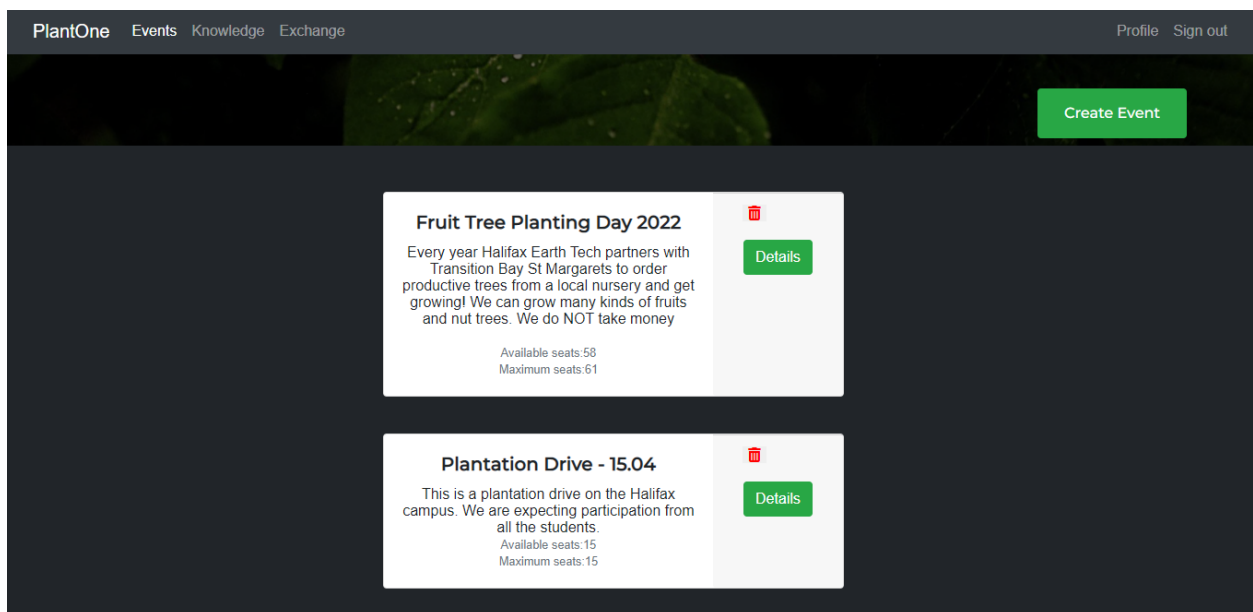 PlantOne Events Knowledge Exchange Profile Sign out
Create Event
Fruit Tree Planting Day 2022
Every year Halifax Earth Tech partners with
Transition Bay St Margarets to order
productive trees from a local nursery and get
growing! We can grow many kinds of fruits
and nut trees. We do NOT take money
Available seats:58
Maximum seats:61
Details
Plantation Drive - 15.04
This is a plantation drive on the Halifax
campus. We are expecting participation from
all the students.
Available seats:15
Maximum seats:15
Details